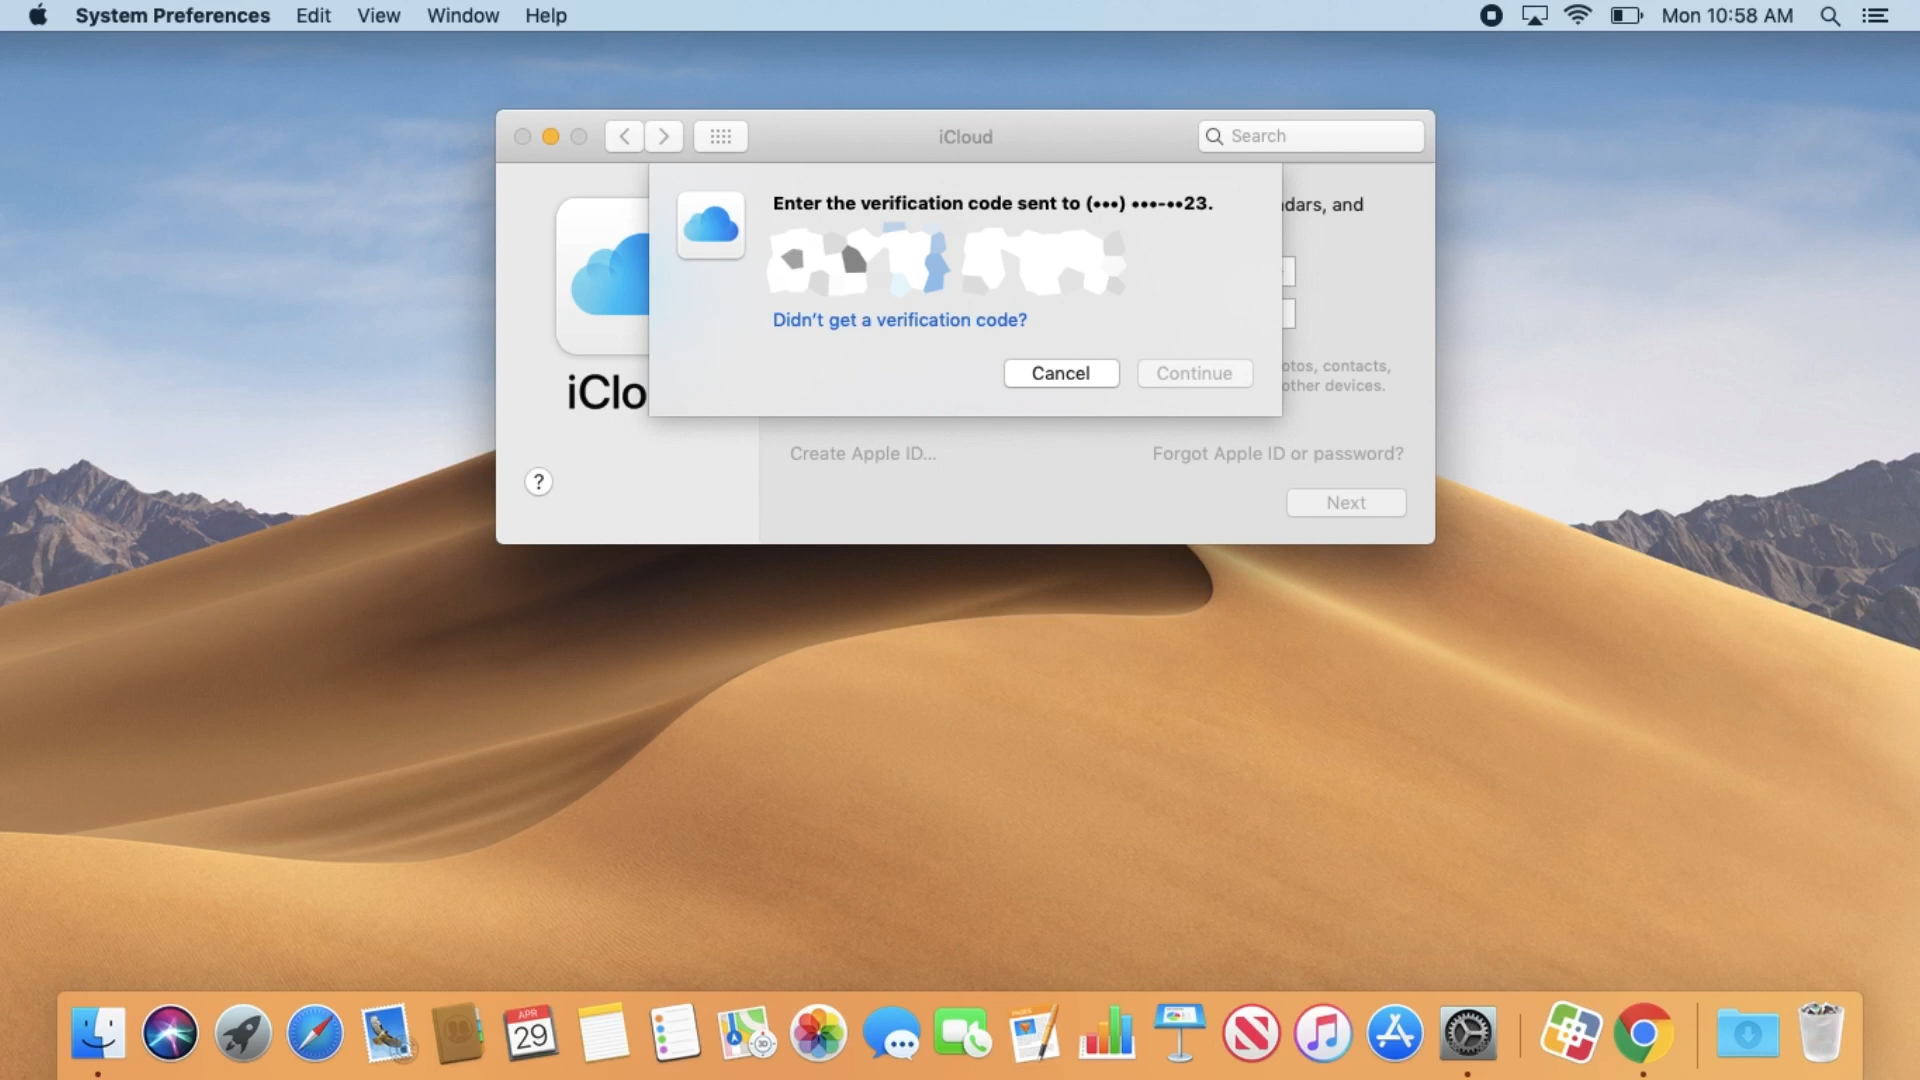 System Preferences Edit View Window Help
Mon 10:58 AM
iCloud
Search
Enter the verification code sent to (•••) •••-••23.
dars, and
Didn't get a verification code?
Cancel
Continue
otos, contacts,
other devices.
iClo
Create Apple ID...
Forgot Apple ID or password?
?
Next
APR
29
PAGES
3D